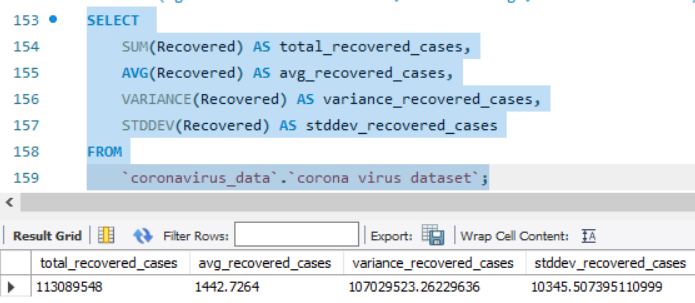 153 SELECT
154 SUM(Recovered) AS total_recovered_cases,
155 AVG(Recovered) AS avg_recovered_cases,
156 VARIANCE(Recovered) AS variance_recovered_cases,
157 STDDEV(Recovered) AS stddev_recovered_cases
158 FROM
159 `coronavirus_data`.`corona virus dataset`;
Result Grid Filter Rows: Export: Wrap Cell Content:
total_recovered_cases avg_recovered_cases variance_recovered_cases stddev_recovered_cases
113089548 1442.7264 107029523.26229636 10345.507395110999